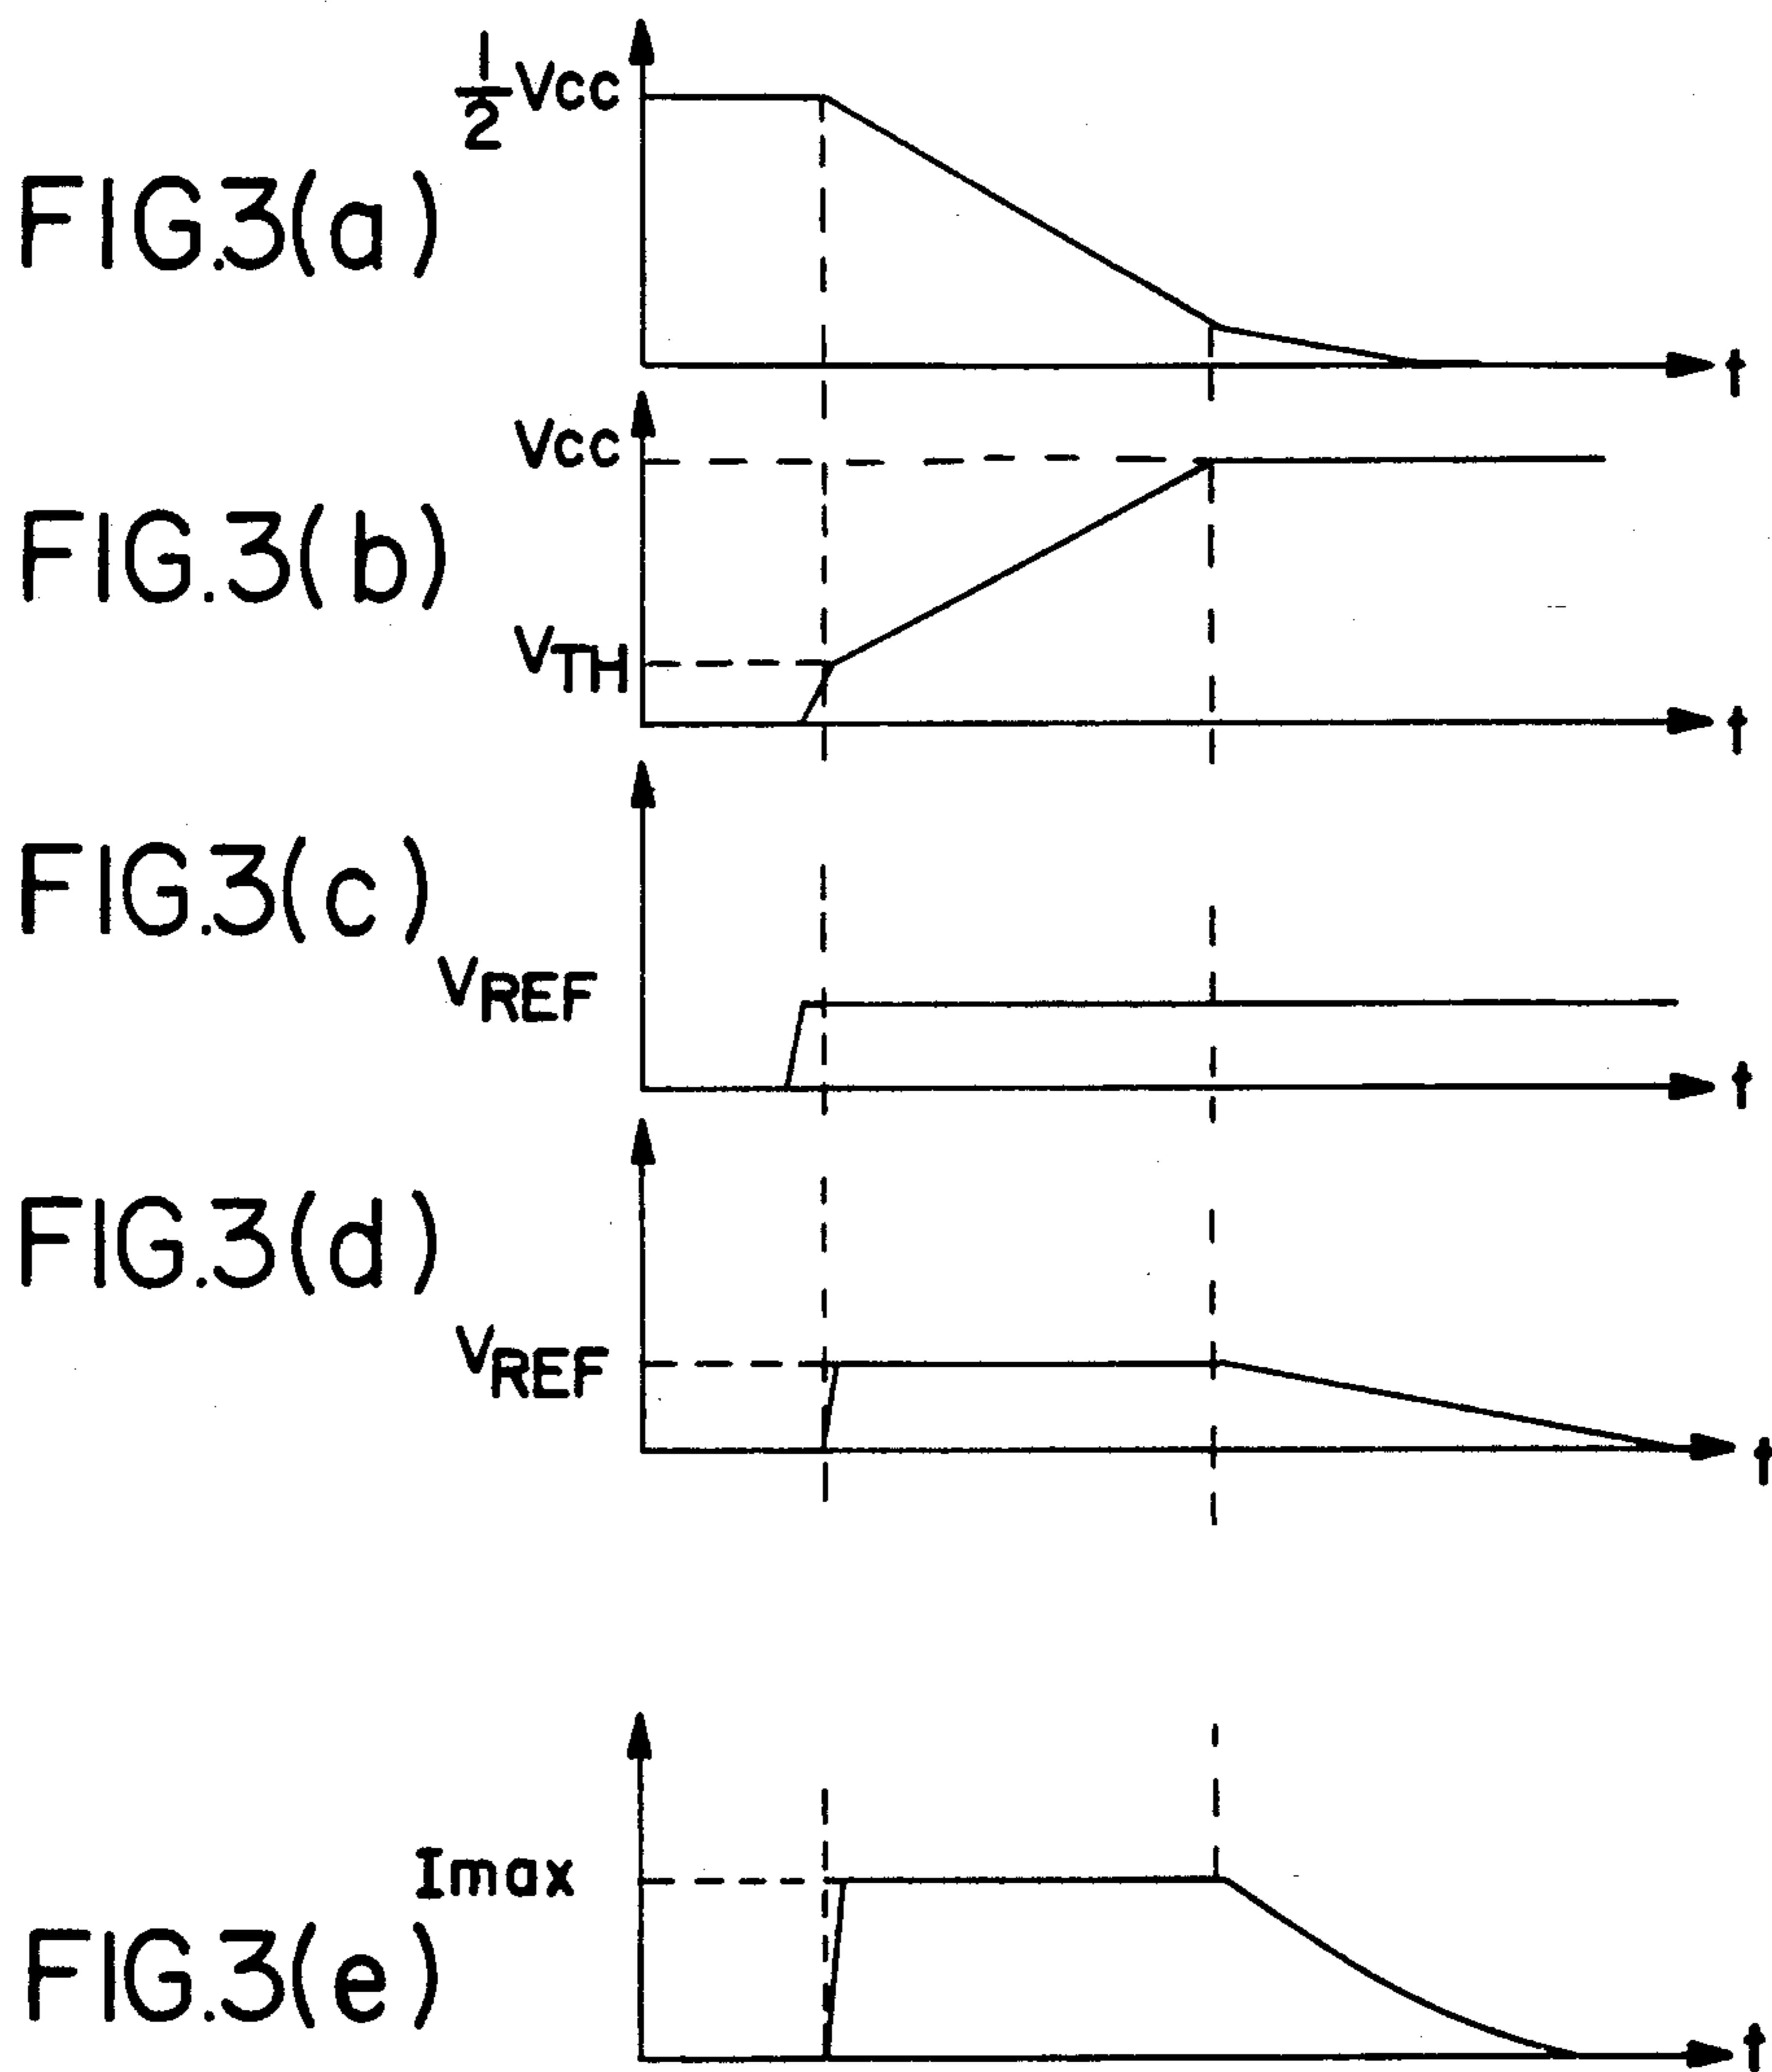 1/2 Vcc
FIG.3(a)
t
Vcc
FIG.3(b)
VTH
t
FIG.3(c)
VREF
t
FIG.3(d)
VREF
t
Imax
FIG.3(e)
t